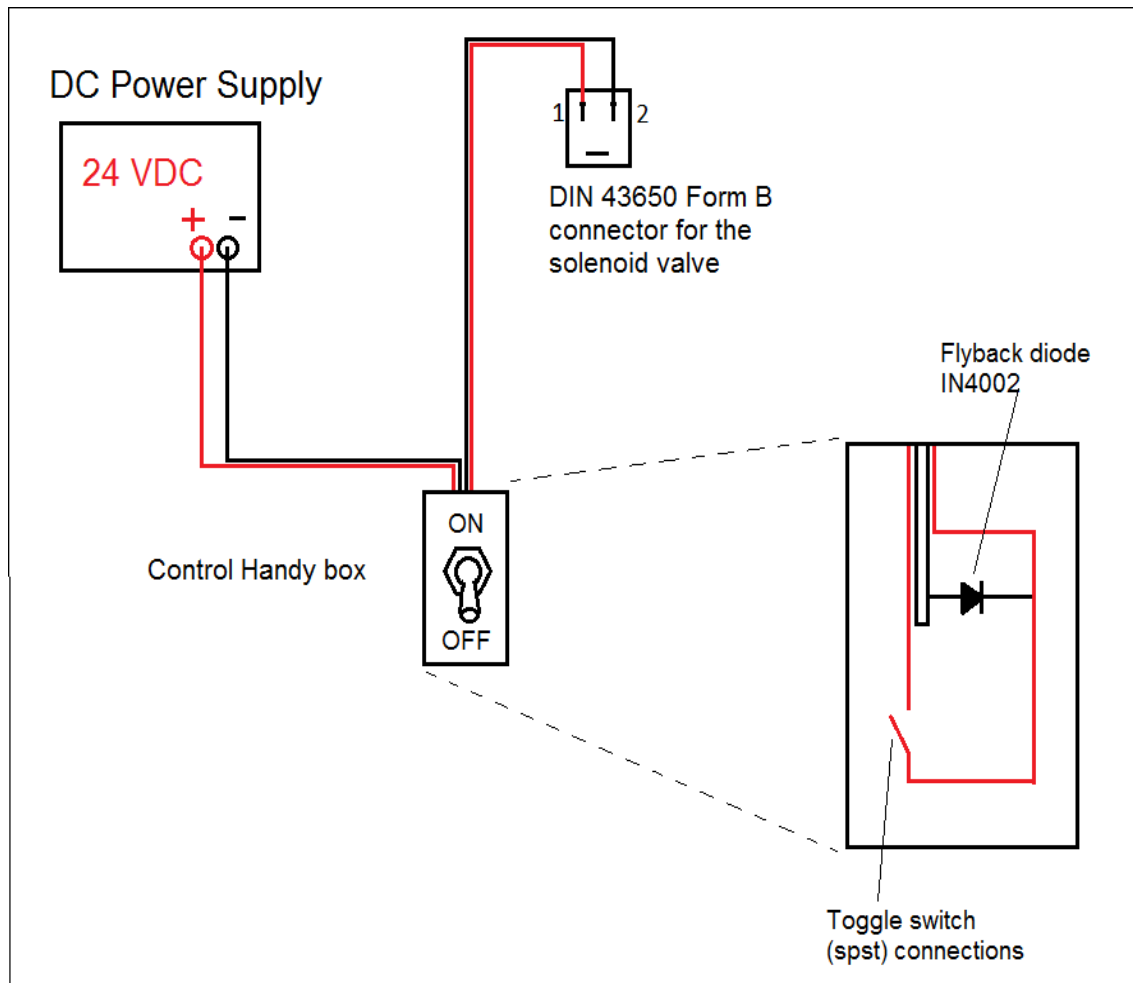 DC Power Supply
24 VDC
+ -
1 2
DIN 43650 Form B
connector for the
solenoid valve
Flyback diode
IN4002
ON
Control Handy box
OFF
Toggle switch
(spst) connections